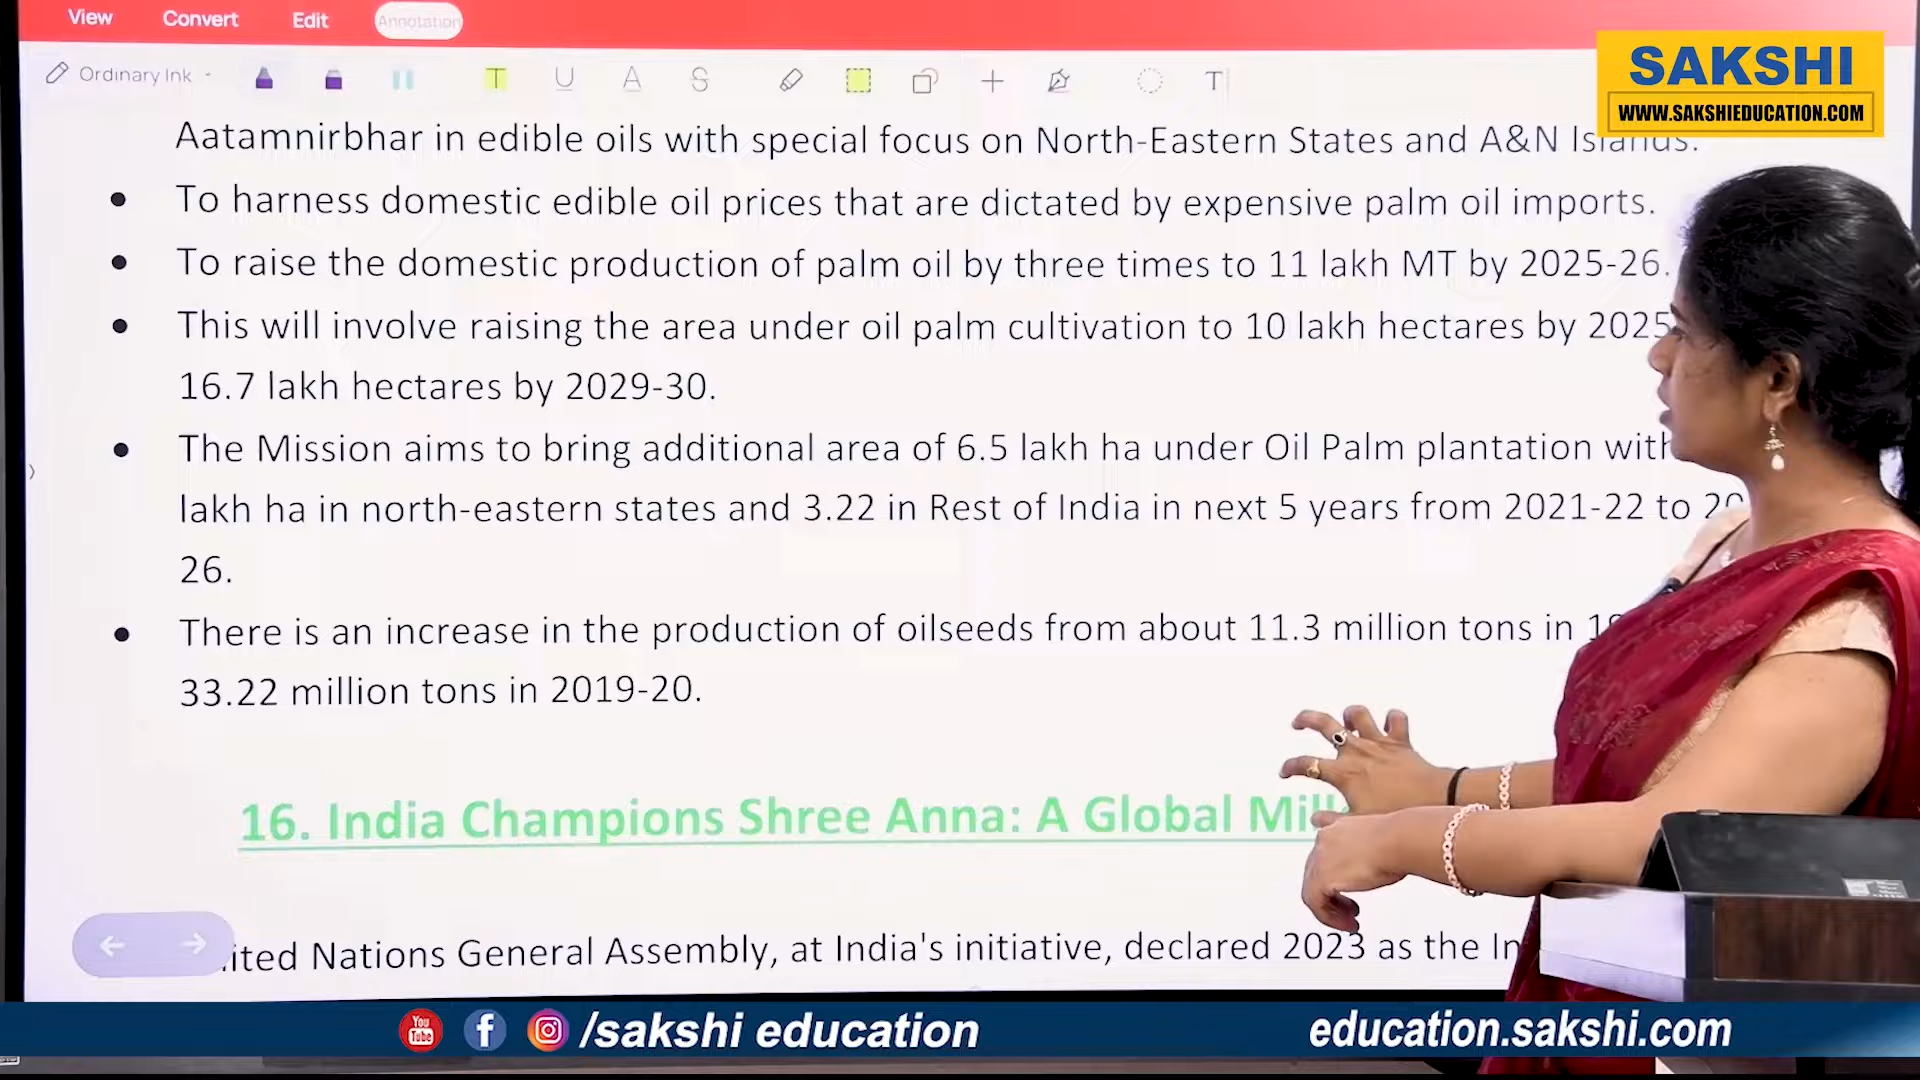 View Convert Edit Annotation
SAKSHI
WWW.SAKSHIEDUCATION.COM
Ordinary Ink
Aatamnirbhar in edible oils with special focus on North-Eastern States and A&N Islands.
• To harness domestic edible oil prices that are dictated by expensive palm oil imports.
• To raise the domestic production of palm oil by three times to 11 lakh MT by 2025-26.
• This will involve raising the area under oil palm cultivation to 10 lakh hectares by 2025
16.7 lakh hectares by 2029-30.
• The Mission aims to bring additional area of 6.5 lakh ha under Oil Palm plantation with
lakh ha in north-eastern states and 3.22 in Rest of India in next 5 years from 2021-22 to
26.
• There is an increase in the production of oilseeds from about 11.3 million tons in
33.22 million tons in 2019-20.
16. India Champions Shree Anna: A Global
Nations General Assembly, at India's initiative, declared 2023 as the
You Tube /sakshi education
education.sakshi.com